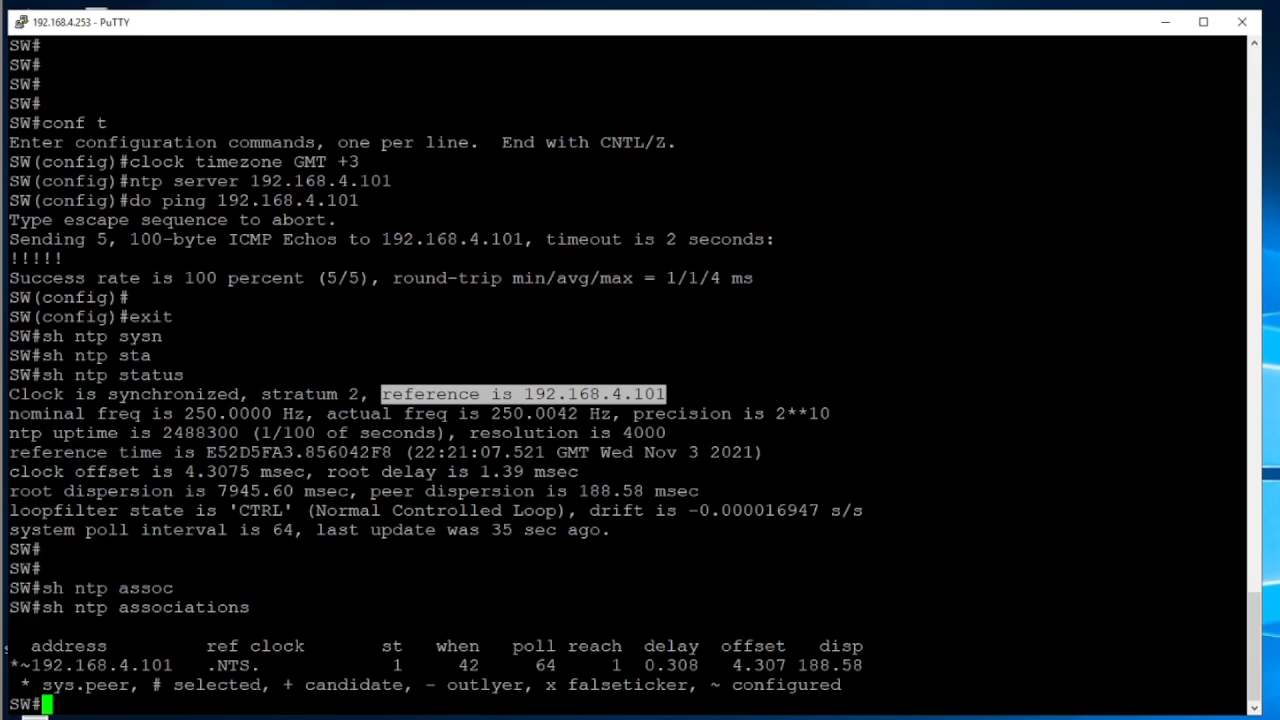 192.168.4.253 - PuTTY
SW#
SW#
SW#
SW#
SW#conf t
Enter configuration commands, one per line.  End with CNTL/Z.
SW(config)#clock timezone GMT +3
SW(config)#ntp server 192.168.4.101
SW(config)#do ping 192.168.4.101
Type escape sequence to abort.
Sending 5, 100-byte ICMP Echos to 192.168.4.101, timeout is 2 seconds:
!!!!!
Success rate is 100 percent (5/5), round-trip min/avg/max = 1/1/4 ms
SW(config)#
SW(config)#exit
SW#sh ntp sysn
SW#sh ntp sta
SW#sh ntp status
Clock is synchronized, stratum 2, reference is 192.168.4.101
nominal freq is 250.0000 Hz, actual freq is 250.0042 Hz, precision is 2**10
ntp uptime is 2488300 (1/100 of seconds), resolution is 4000
reference time is E52D5FA3.856042F8 (22:21:07.521 GMT Wed Nov 3 2021)
clock offset is 4.3075 msec, root delay is 1.39 msec
root dispersion is 7945.60 msec, peer dispersion is 188.58 msec
loopfilter state is 'CTRL' (Normal Controlled Loop), drift is -0.000016947 s/s
system poll interval is 64, last update was 35 sec ago.
SW#
SW#
SW#sh ntp assoc
SW#sh ntp associations
address ref clock st when poll reach delay offset disp
*~192.168.4.101 .NTS. 1 42 64 1 0.308 4.307 188.58
* sys.peer, # selected, + candidate, - outlyer, x falseticker, ~ configured
SW#